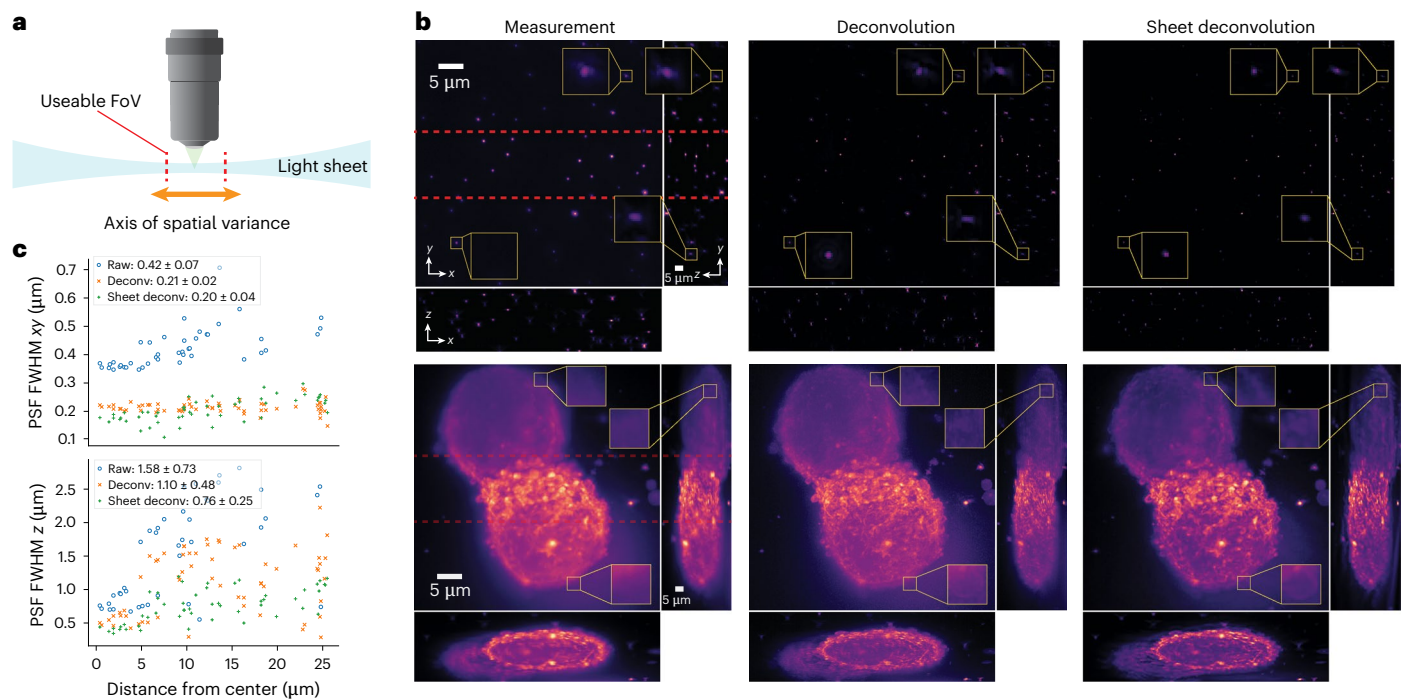 a
Useable FoV
Light sheet
Axis of spatial variance
b
Measurement
Deconvolution
Sheet deconvolution
5 μm
y
x
5 μm
y
z
z
x
5 μm
5 μm
c
PSF FWHM xy (μm)
0.7
0.6
0.5
0.4
0.3
0.2
0.1
Raw: 0.42 ± 0.07
Deconv: 0.21 ± 0.02
Sheet deconv: 0.20 ± 0.04
PSF FWHM z (μm)
2.5
2.0
1.5
1.0
0.5
Raw: 1.58 ± 0.73
Deconv: 1.10 ± 0.48
Sheet deconv: 0.76 ± 0.25
0 5 10 15 20 25
Distance from center (μm)